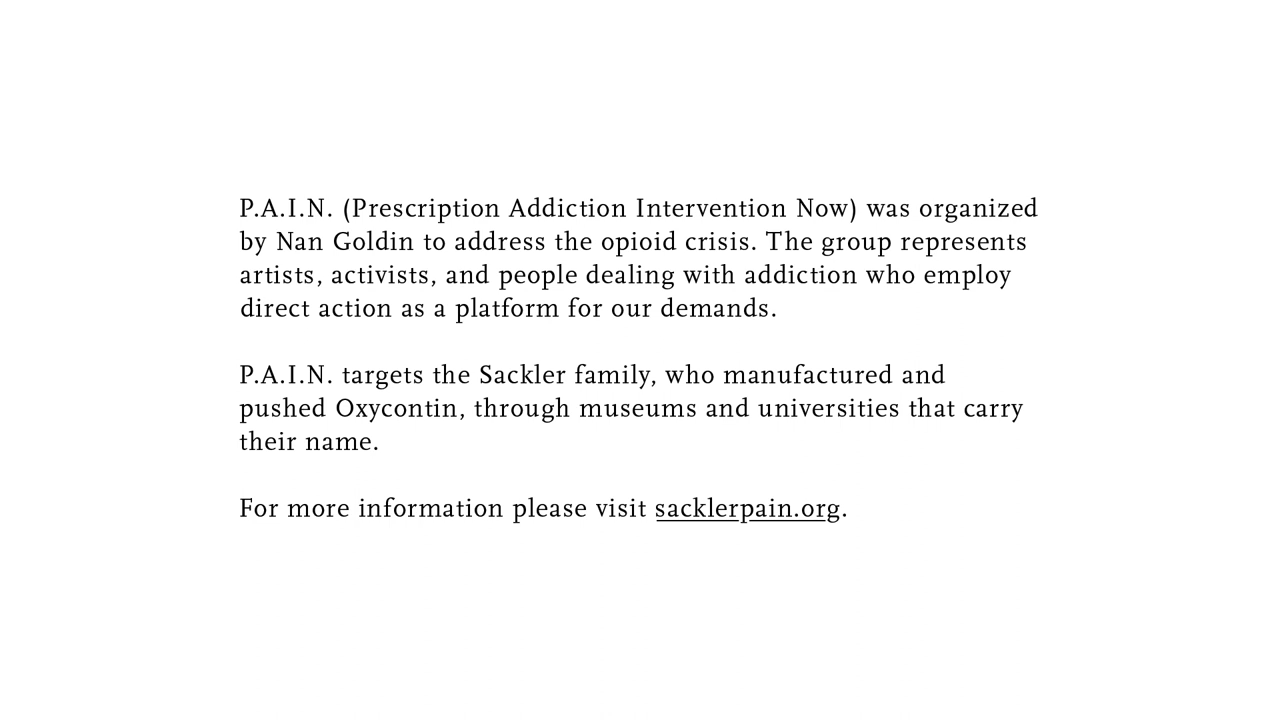 P.A.I.N. (Prescription Addiction Intervention Now) was organized
by Nan Goldin to address the opioid crisis. The group represents
artists, activists, and people dealing with addiction who employ
direct action as a platform for our demands.
P.A.I.N. targets the Sackler family, who manufactured and
pushed Oxycontin, through museums and universities that carry
their name.
For more information please visit sacklerpain.org.